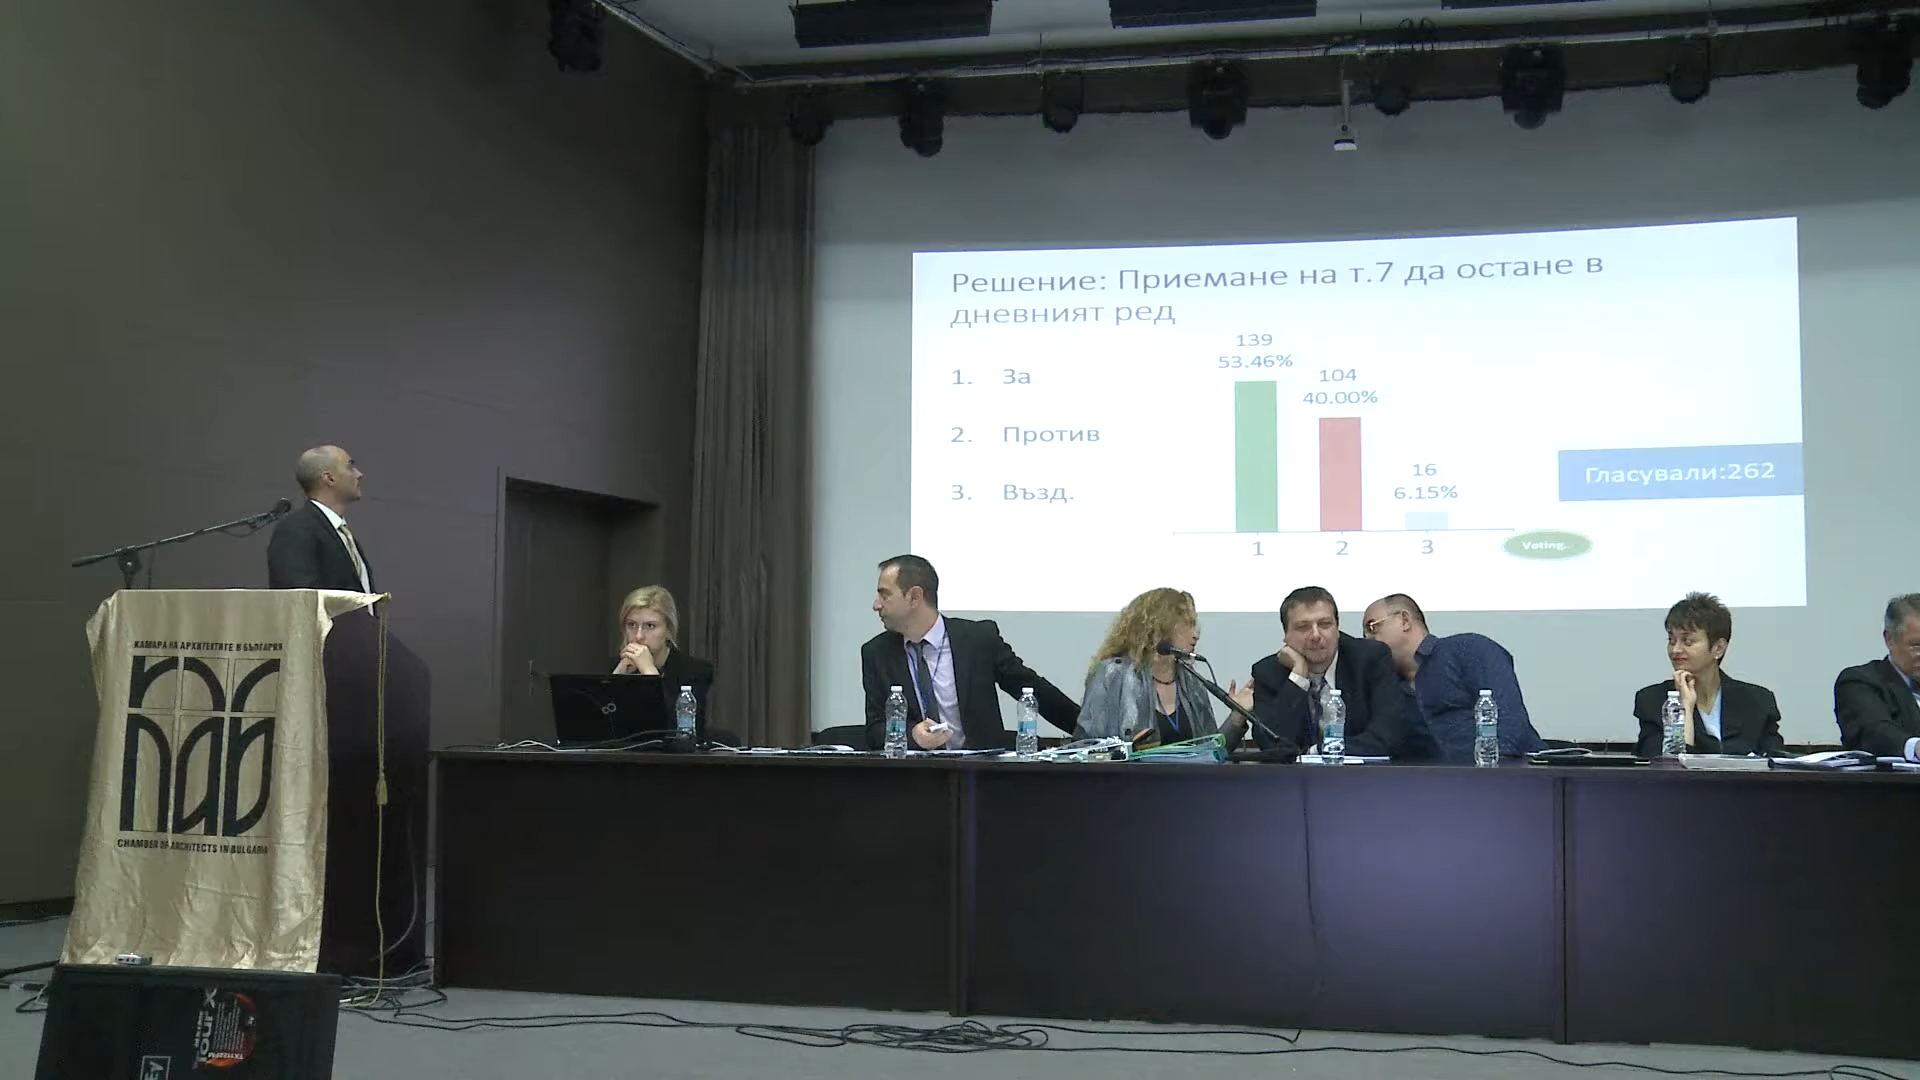 Решение: Приемане на т.7 да остане в
дневният ред
139
53.46%
104
40.00%
16
6.15%
1. За
2. Против
3. Възд.
1 2 3
Гласували:262
Voting..
КАМАРА НА АРХИТЕКТИТЕ В БЪЛГАРИЯ
CHAMBER OF ARCHITECTS IN BULGARIA
TOUR X